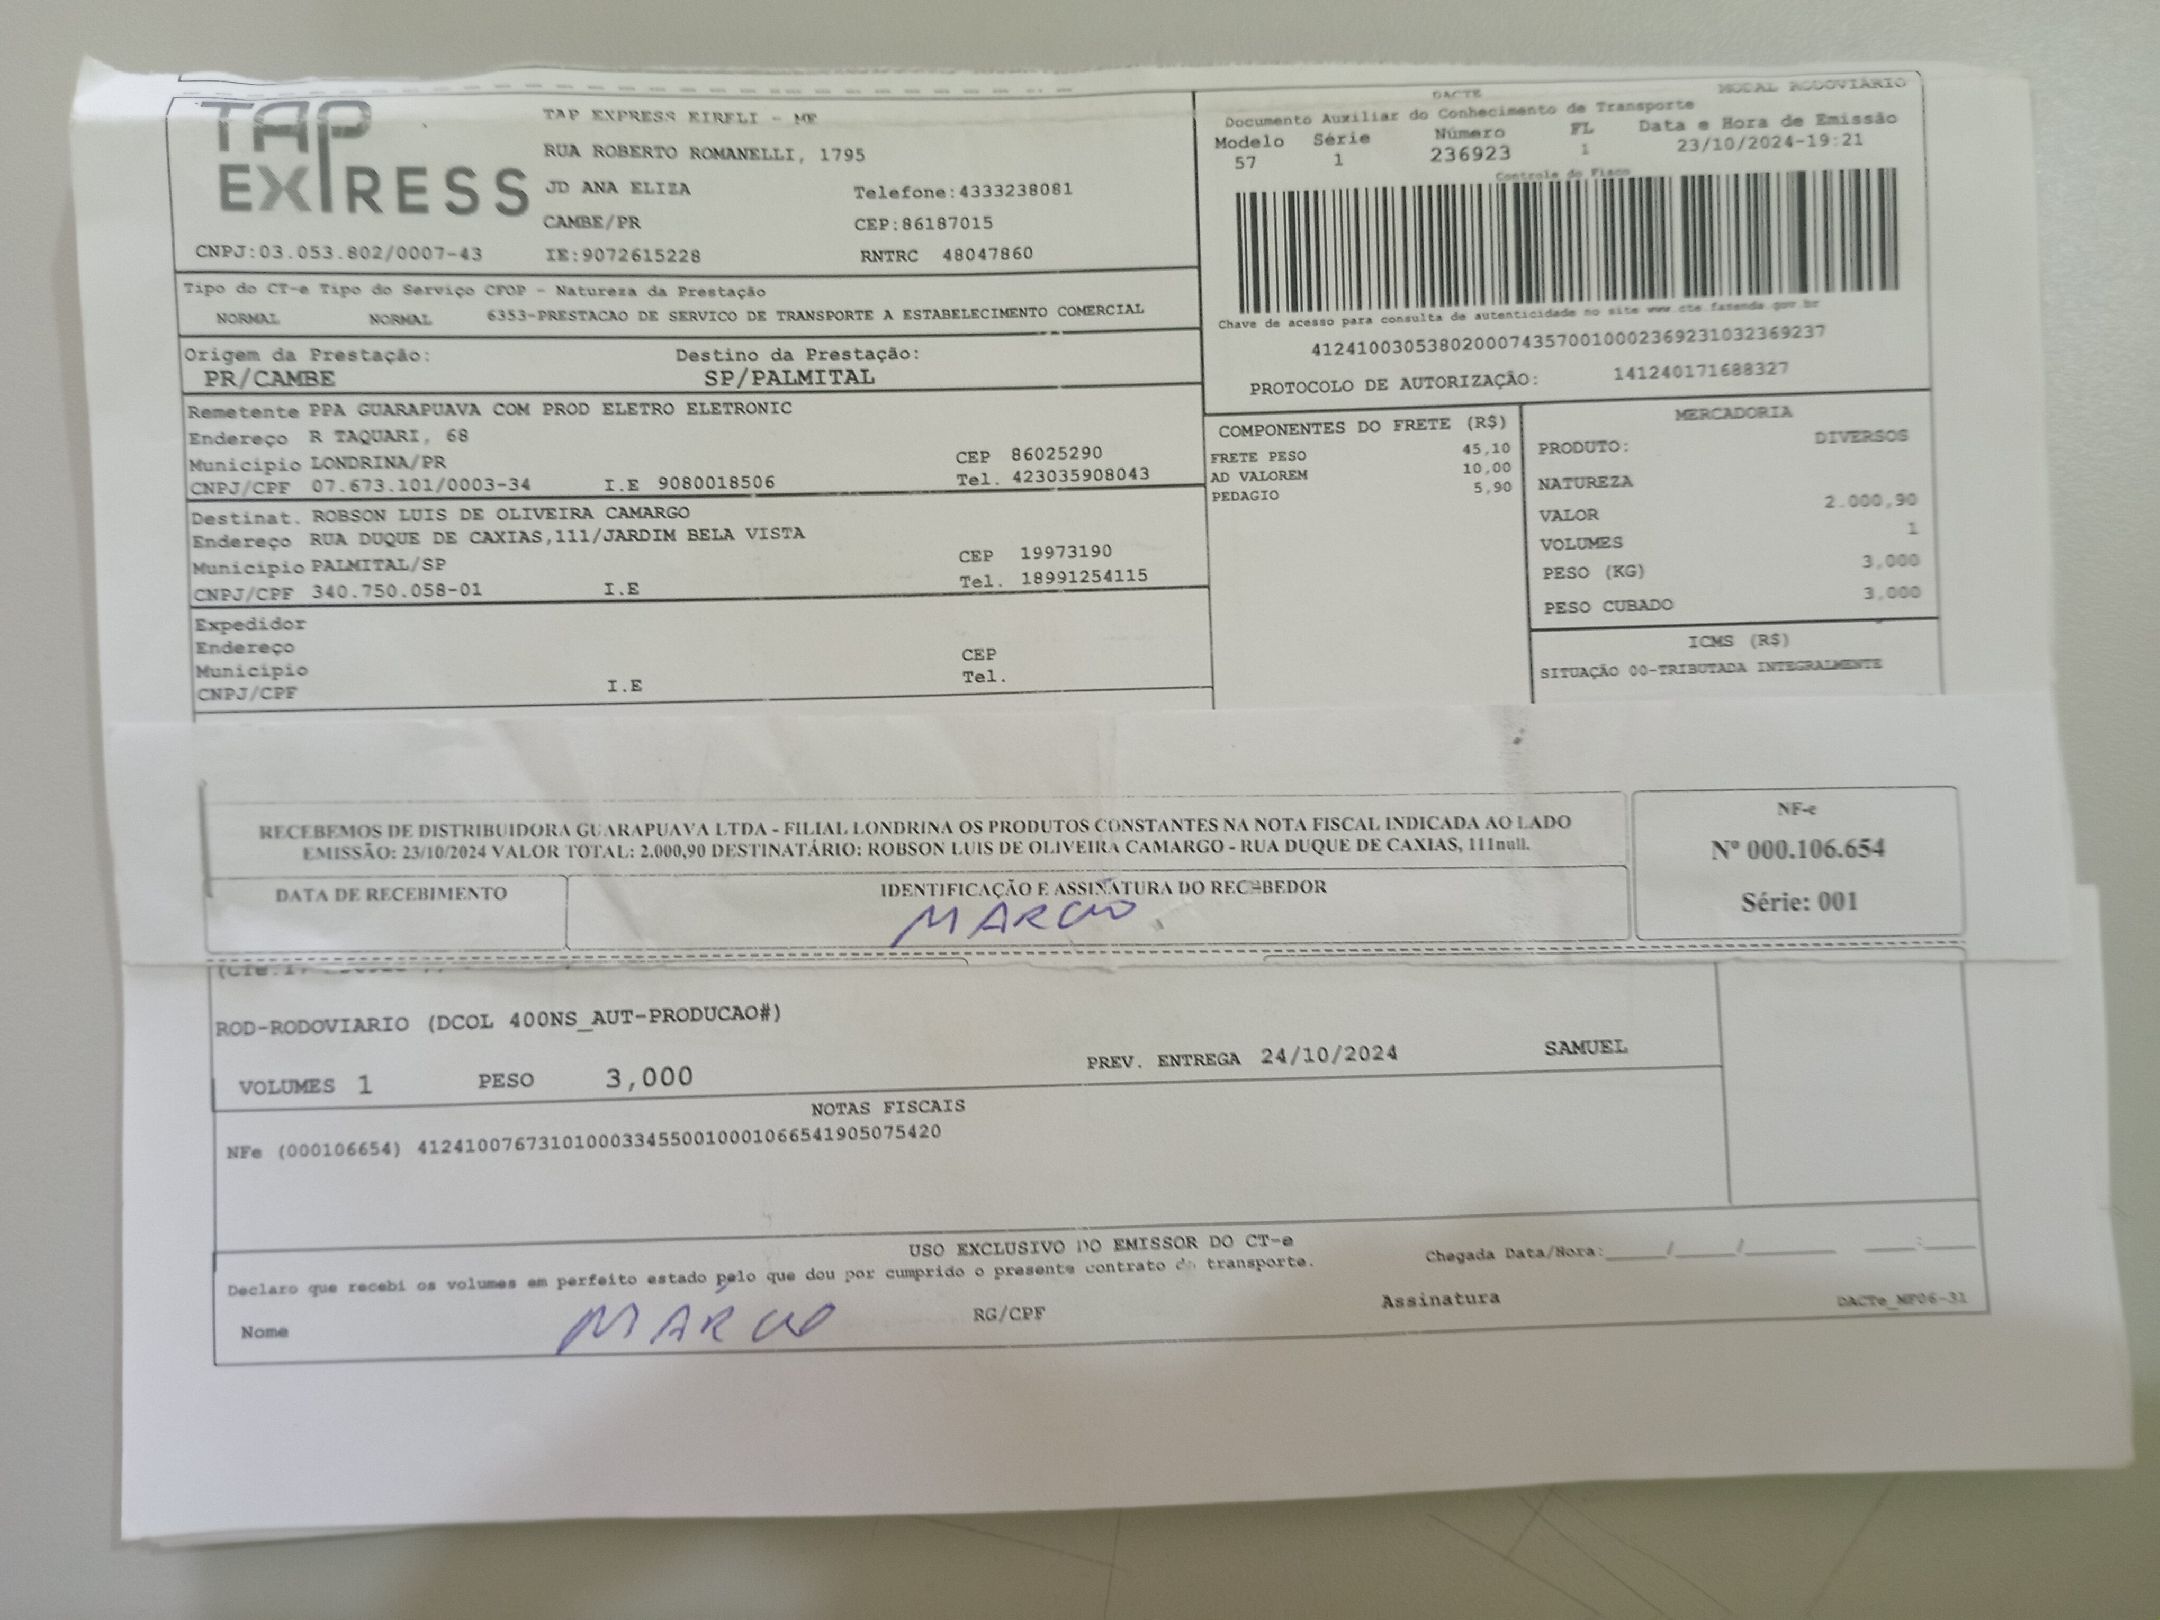 TAP EXPRESS
TAP EXPRESS EIRELI - ME
RUA ROBERTO ROMANELLI, 1795
JD ANA ELIZA Telefone:4333238081
CAMBE/PR CEP:86187015
CNPJ:03.053.802/0007-43 IE:9072615228 RNTRC 48047860
DACTE MODAL RODOVIÁRIO
Documento Auxiliar do Conhecimento de Transporte
Modelo Série Número FL Data e Hora de Emissão
57 1 236923 1 23/10/2024-19:21
Controle do Fisco
Chave de acesso para consulta de autenticidade no site www.cte.fazenda.gov.br
41241003053802000743570010002369231032369237
PROTOCOLO DE AUTORIZAÇÃO: 141240171688327
Tipo do CT-e Tipo do Serviço CFOP - Natureza da Prestação
NORMAL NORMAL 6353-PRESTACAO DE SERVICO DE TRANSPORTE A ESTABELECIMENTO COMERCIAL
Origem da Prestação: Destino da Prestação:
PR/CAMBE SP/PALMITAL
Remetente PPA GUARAPUAVA COM PROD ELETRO ELETRONIC
Endereço R TAQUARI, 68
Municipio LONDRINA/PR CEP 86025290
CNPJ/CPF 07.673.101/0003-34 I.E 9080018506 Tel. 423035908043
Destinat. ROBSON LUIS DE OLIVEIRA CAMARGO
Endereço RUA DUQUE DE CAXIAS,111/JARDIM BELA VISTA
Municipio PALMITAL/SP CEP 19973190
CNPJ/CPF 340.750.058-01 I.E Tel. 18991254115
Expedidor
Endereço
Municipio CEP
CNPJ/CPF I.E Tel.
COMPONENTES DO FRETE (R$)
FRETE PESO 45,10
AD VALOREM 10,00
PEDAGIO 5,90
MERCADORIA
PRODUTO: DIVERSOS
NATUREZA
VALOR 2.000,90
VOLUMES 1
PESO (KG) 3,000
PESO CUBADO 3,000
ICMS (R$)
SITUAÇÃO 00-TRIBUTADA INTEGRALMENTE
RECEBEMOS DE DISTRIBUIDORA GUARAPUAVA LTDA - FILIAL LONDRINA OS PRODUTOS CONSTANTES NA NOTA FISCAL INDICADA AO LADO
EMISSÃO: 23/10/2024 VALOR TOTAL: 2.000,90 DESTINATÁRIO: ROBSON LUIS DE OLIVEIRA CAMARGO - RUA DUQUE DE CAXIAS, 111null.
DATA DE RECEBIMENTO IDENTIFICAÇÃO E ASSINATURA DO RECEBEDOR
MÁRCIO
NF-e
Nº 000.106.654
Série: 001
ROD-RODOVIARIO (DCOL 400NS_AUT-PRODUCAO#)
VOLUMES 1 PESO 3,000 PREV. ENTREGA 24/10/2024 SAMUEL
NOTAS FISCAIS
NFe (000106654) 41241007673101000334550010001066541905075420
USO EXCLUSIVO DO EMISSOR DO CT-e
Declaro que recebi os volumes em perfeito estado pelo que dou por cumprido o presente contrato de transporte. Chegada Data/Hora:_____/_____/_______ ____:____
Nome MÁRCIO RG/CPF Assinatura DACTe_MF06-31